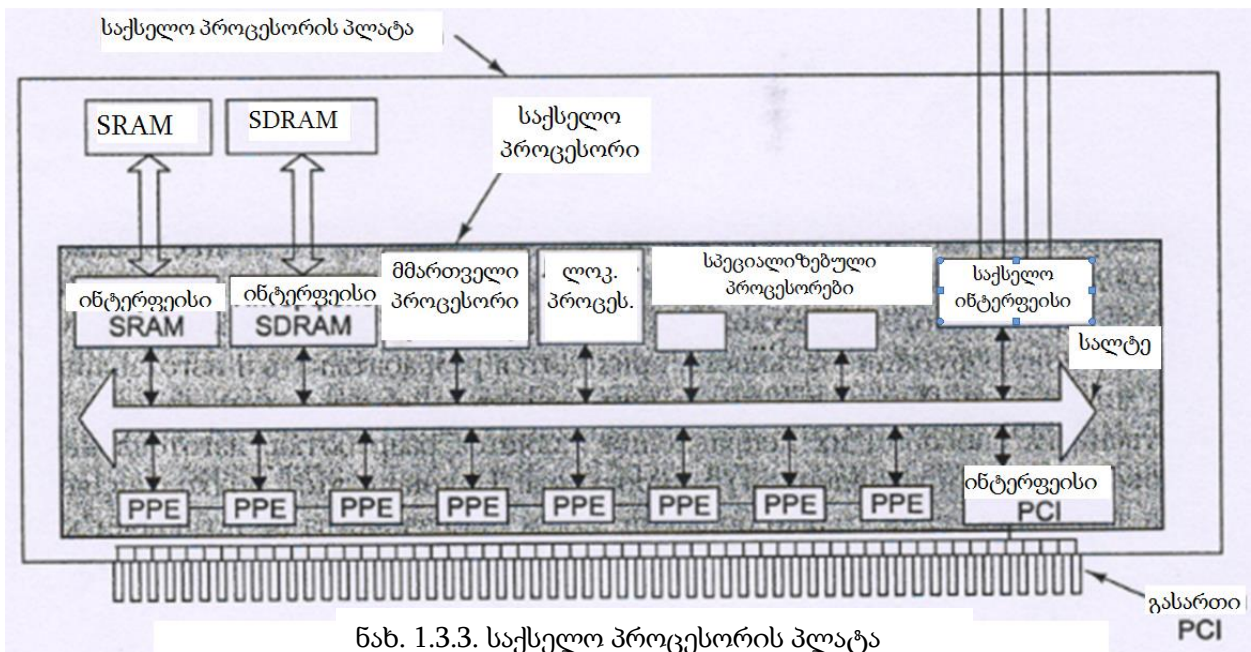 საქსელო პროცესორის პლატა
SRAM
SDRAM
საქსელო
პროცესორი
ინტერფეისი
SRAM
ინტერფეისი
SDRAM
მმართველი
პროცესორი
ლოკ.
პროცეს.
სპეციალიზებული
პროცესორები
საქსელო
ინტერფეისი
სალტე
PPE
PPE
PPE
PPE
PPE
PPE
PPE
PPE
ინტერფეისი
PCI
გასართი
PCI
ნახ. 1.3.3. საქსელო პროცესორის პლატა